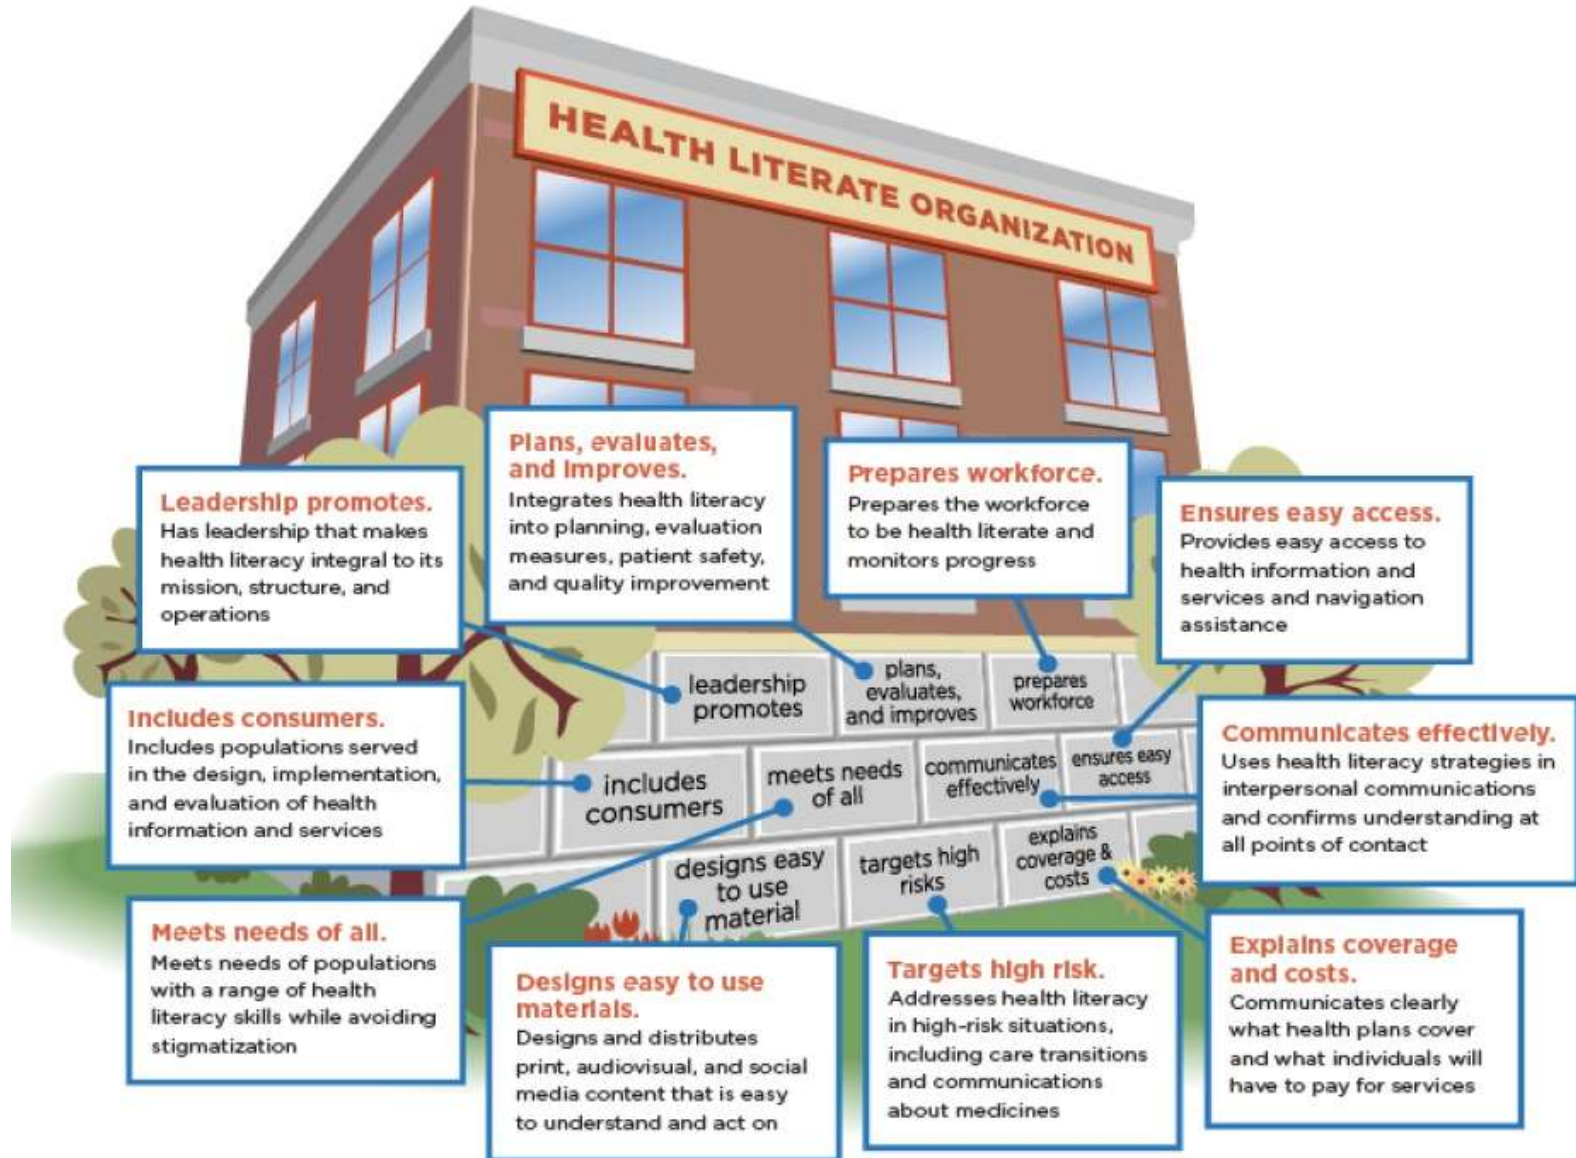 HEALTH LITERATE ORGANIZATION
Leadership promotes.
Has leadership that makes
health literacy integral to its
mission, structure, and
operations
Plans, evaluates,
and improves.
Integrates health literacy
into planning, evaluation
measures, patient safety,
and quality improvement
Prepares workforce.
Prepares the workforce
to be health literate and
monitors progress
Ensures easy access.
Provides easy access to
health information and
services and navigation
assistance
Includes consumers.
Includes populations served
in the design, implementation,
and evaluation of health
information and services
leadership
promotes
plans,
evaluates,
and improves
prepares
workforce
includes
consumers
meets needs
of all
communicates
effectively
ensures easy
access
designs easy
to use
material
targets high
risks
explains
coverage &
costs
Communicates effectively.
Uses health literacy strategies in
interpersonal communications
and confirms understanding at
all points of contact
Meets needs of all.
Meets needs of populations
with a range of health
literacy skills while avoiding
stigmatization
Designs easy to use
materials.
Designs and distributes
print, audiovisual, and social
media content that is easy
to understand and act on
Targets high risk.
Addresses health literacy
in high-risk situations,
including care transitions
and communications
about medicines
Explains coverage
and costs.
Communicates clearly
what health plans cover
and what individuals will
have to pay for services